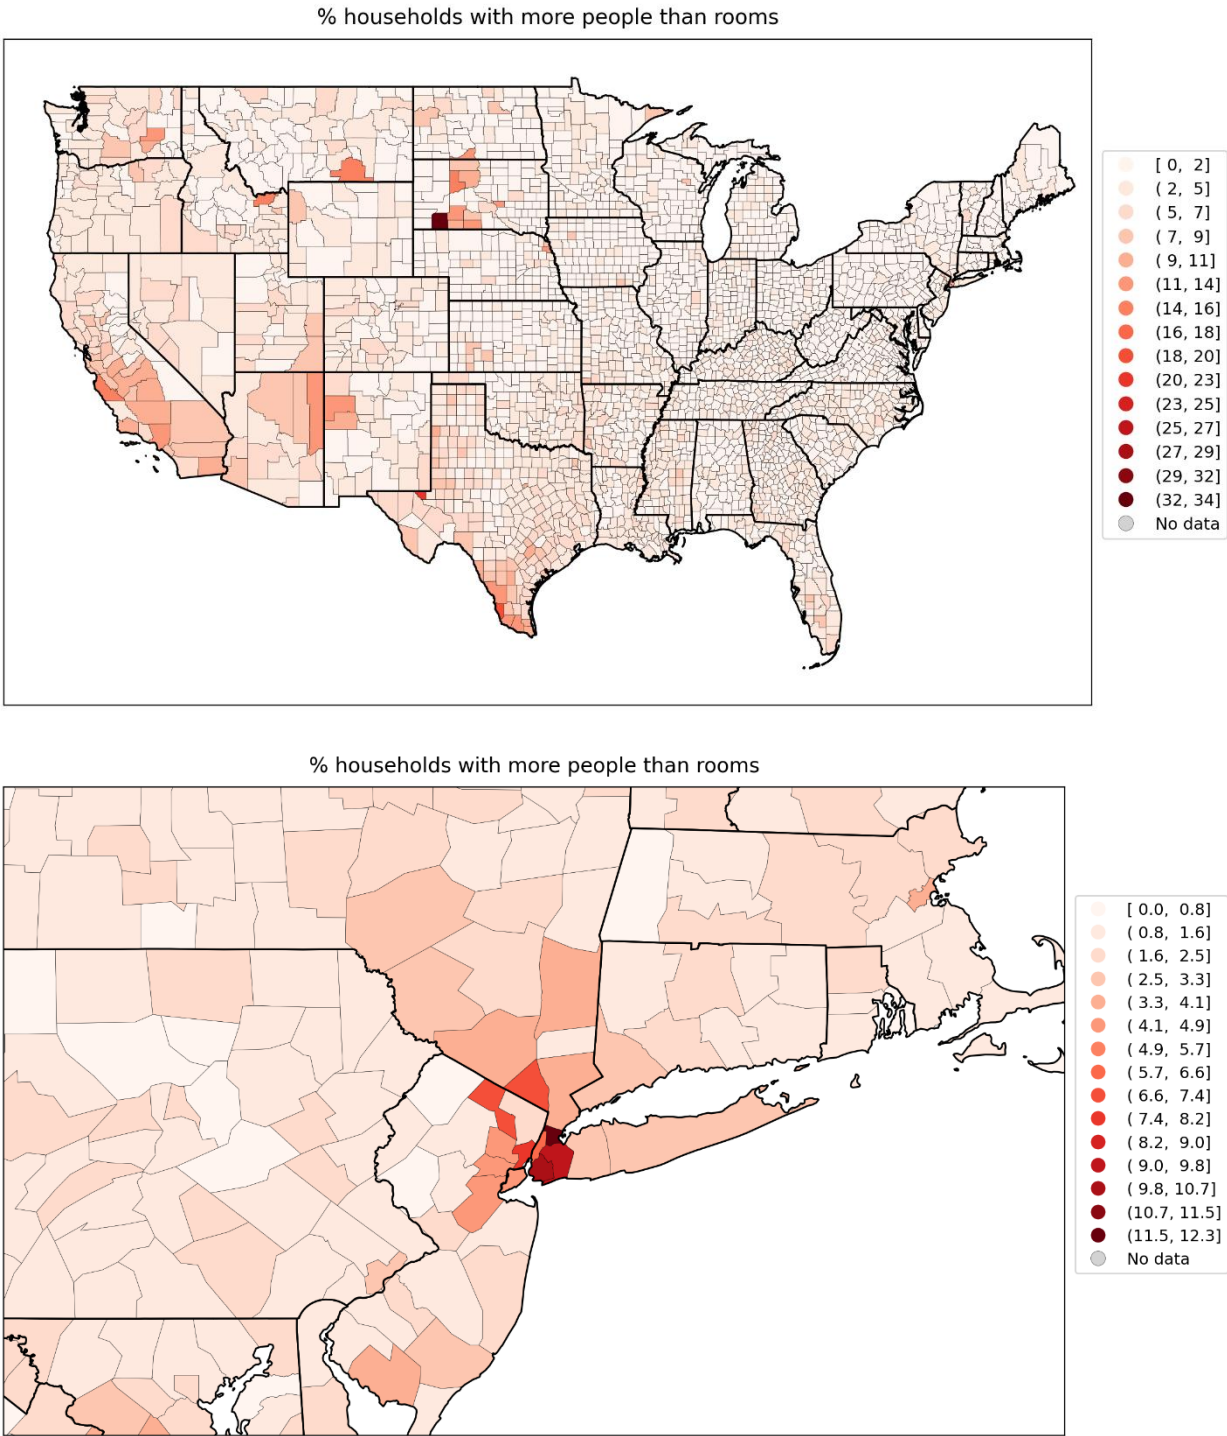 % households with more people than rooms
[ 0, 2]
( 2, 5]
( 5, 7]
( 7, 9]
( 9, 11]
(11, 14]
(14, 16]
(16, 18]
(18, 20]
(20, 23]
(23, 25]
(25, 27]
(27, 29]
(29, 32]
(32, 34]
No data
% households with more people than rooms
[ 0.0, 0.8]
( 0.8, 1.6]
( 1.6, 2.5]
( 2.5, 3.3]
( 3.3, 4.1]
( 4.1, 4.9]
( 4.9, 5.7]
( 5.7, 6.6]
( 6.6, 7.4]
( 7.4, 8.2]
( 8.2, 9.0]
( 9.0, 9.8]
( 9.8, 10.7]
(10.7, 11.5]
(11.5, 12.3]
No data